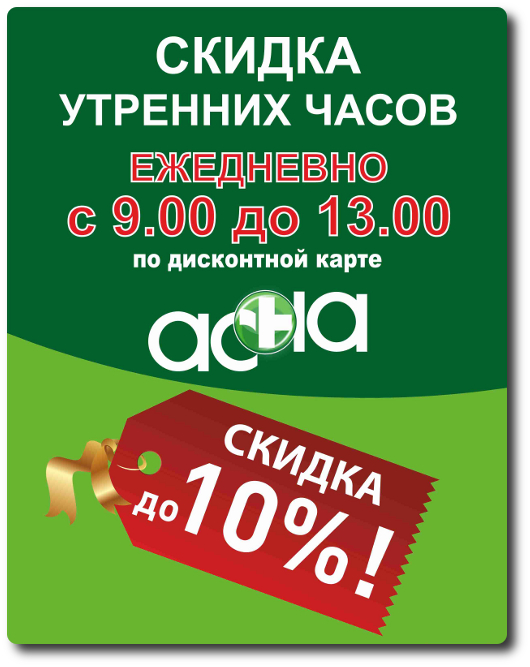 СКИДКА
УТРЕННИХ ЧАСОВ
ЕЖЕДНЕВНО
с 9.00 до 13.00
по дисконтной карте
асна
СКИДКА
до 10%!